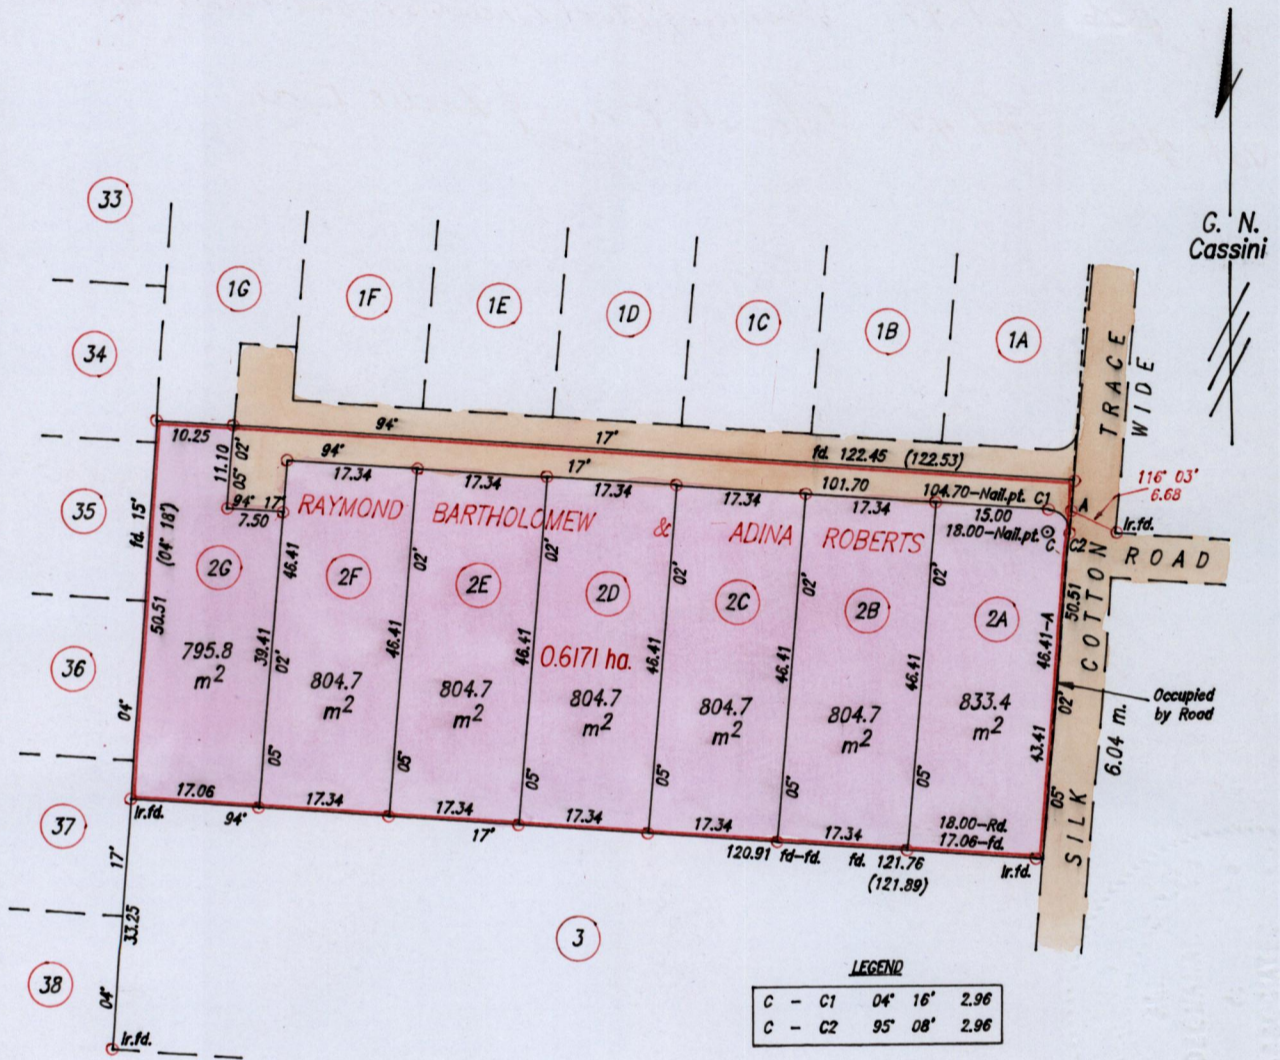 33
G. N.
Cassini
1G
1F
1E
1D
1C
1B
1A
34
TRACE
WIDE
10.25
94°
17'
fd. 122.45 (122.53)
11.10
05° 02'
94°
17'
101.70
104.70-Nail.pt. C1
A
116° 03'
6.68
17.34
17.34
17.34
17.34
17.34
15.00
18.00-Nail.pt.
C
C2
Ir.fd.
94° 17'
7.50
RAYMOND BARTHOLOMEW & ADINA ROBERTS
ROAD
35
fd. 15'
(04° 18')
50.51
04°
2G
2F
2E
2D
2C
2B
2A
46.41
39.41
02'
05°
02'
46.41
05°
02'
46.41
05°
02'
46.41
05°
02'
46.41
05°
02'
46.41
05°
50.51
46.41-A
02'
43.41
05°
36
795.8
m²
804.7
m²
804.7
m²
0.6171 ha.
804.7
m²
804.7
m²
804.7
m²
833.4
m²
Occupied
by Road
SILK COTTON
6.04 m.
17.06
17.34
17.34
17.34
17.34
17.34
18.00-Rd.
17.06-fd.
Ir.fd.
94°
17'
120.91 fd-fd.
fd. 121.76
(121.89)
Ir.fd.
37
17'
33.25
04°
3
38
Ir.fd.
LEGEND
C - C1 04° 16' 2.96
C - C2 95° 08' 2.96